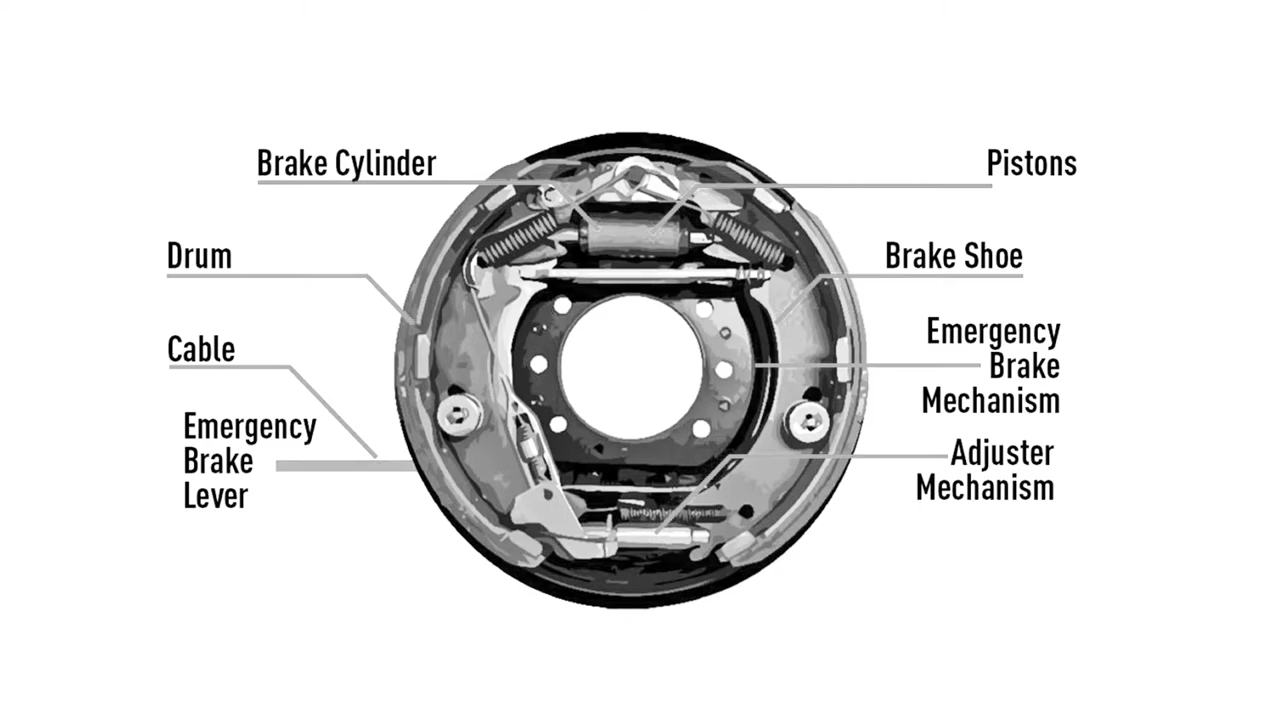 Brake Cylinder
Pistons
Drum
Brake Shoe
Cable
Emergency
Brake
Mechanism
Emergency
Brake
Lever
Adjuster
Mechanism